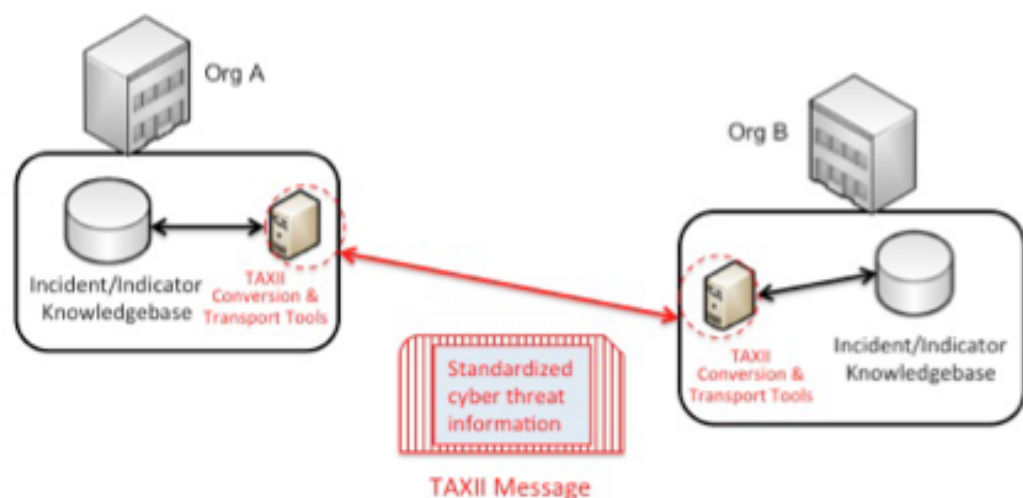 Org A
Incident/Indicator
Knowledgebase
TAXII
Conversion &
Transport Tools
Standardized
cyber threat
information
TAXII Message
Org B
TAXII
Conversion &
Transport Tools
Incident/Indicator
Knowledgebase